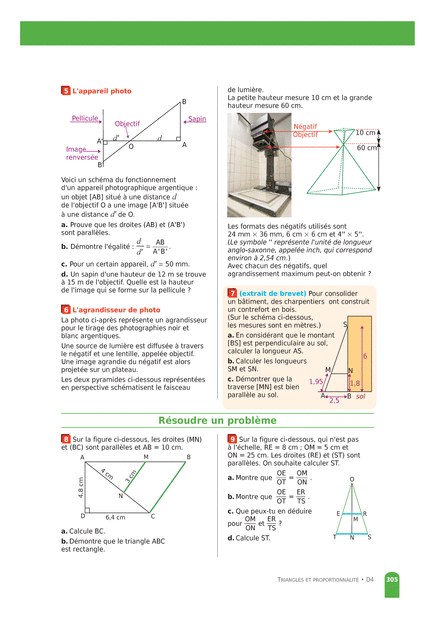 5 L'appareil photo
Pellicule
Objectif
Sapin
B
A'
d'
d
O
A
Image
renversée
B'
Voici un schéma du fonctionnement
d'un appareil photographique argentique :
un objet [AB] situé à une distance d
de l'objectif O a une image [A'B'] située
à une distance d' de O.
a. Prouve que les droites (AB) et (A'B')
sont parallèles.
b. Démontre l'égalité : d/d' = AB/A'B'.
c. Pour un certain appareil, d' = 50 mm.
d. Un sapin d'une hauteur de 12 m se trouve
à 15 m de l'objectif. Quelle est la hauteur
de l'image qui se forme sur la pellicule ?
6 L'agrandisseur de photo
La photo ci-après représente un agrandisseur
pour le tirage des photographies noir et
blanc argentiques.
Une source de lumière est diffusée à travers
le négatif et une lentille, appelée objectif.
Une image agrandie du négatif est alors
projetée sur un plateau.
Les deux pyramides ci-dessous représentées
en perspective schématisent le faisceau
de lumière.
La petite hauteur mesure 10 cm et la grande
hauteur mesure 60 cm.
Négatif
Objectif
10 cm
60 cm
Les formats des négatifs utilisés sont
24 mm × 36 mm, 6 cm × 6 cm et 4'' × 5''.
(Le symbole '' représente l'unité de longueur
anglo-saxonne, appelée inch, qui correspond
environ à 2,54 cm.)
Avec chacun des négatifs, quel
agrandissement maximum peut-on obtenir ?
7 (extrait de brevet) Pour consolider
un bâtiment, des charpentiers ont construit
un contrefort en bois.
(Sur le schéma ci-dessous,
les mesures sont en mètres.)
a. En considérant que le montant
[BS] est perpendiculaire au sol,
calculer la longueur AS.
b. Calculer les longueurs
SM et SN.
c. Démontrer que la
traverse [MN] est bien
parallèle au sol.
S
6
M
N
1,95
1,8
A
B
sol
2,5
Résoudre un problème
8 Sur la figure ci-dessous, les droites (MN)
et (BC) sont parallèles et AB = 10 cm.
A
M
B
4 cm
3 cm
4,8 cm
N
D
6,4 cm
C
a. Calcule BC.
b. Démontre que le triangle ABC
est rectangle.
9 Sur la figure ci-dessous, qui n'est pas
à l'échelle, RE = 8 cm ; OM = 5 cm et
ON = 25 cm. Les droites (RE) et (ST) sont
parallèles. On souhaite calculer ST.
a. Montre que OE/OT = OM/ON.
b. Montre que OE/OT = ER/TS.
c. Que peux-tu en déduire
pour OM/ON et ER/TS ?
d. Calcule ST.
O
E
R
M
T
N
S
TRIANGLES ET PROPORTIONNALITÉ • D4
305